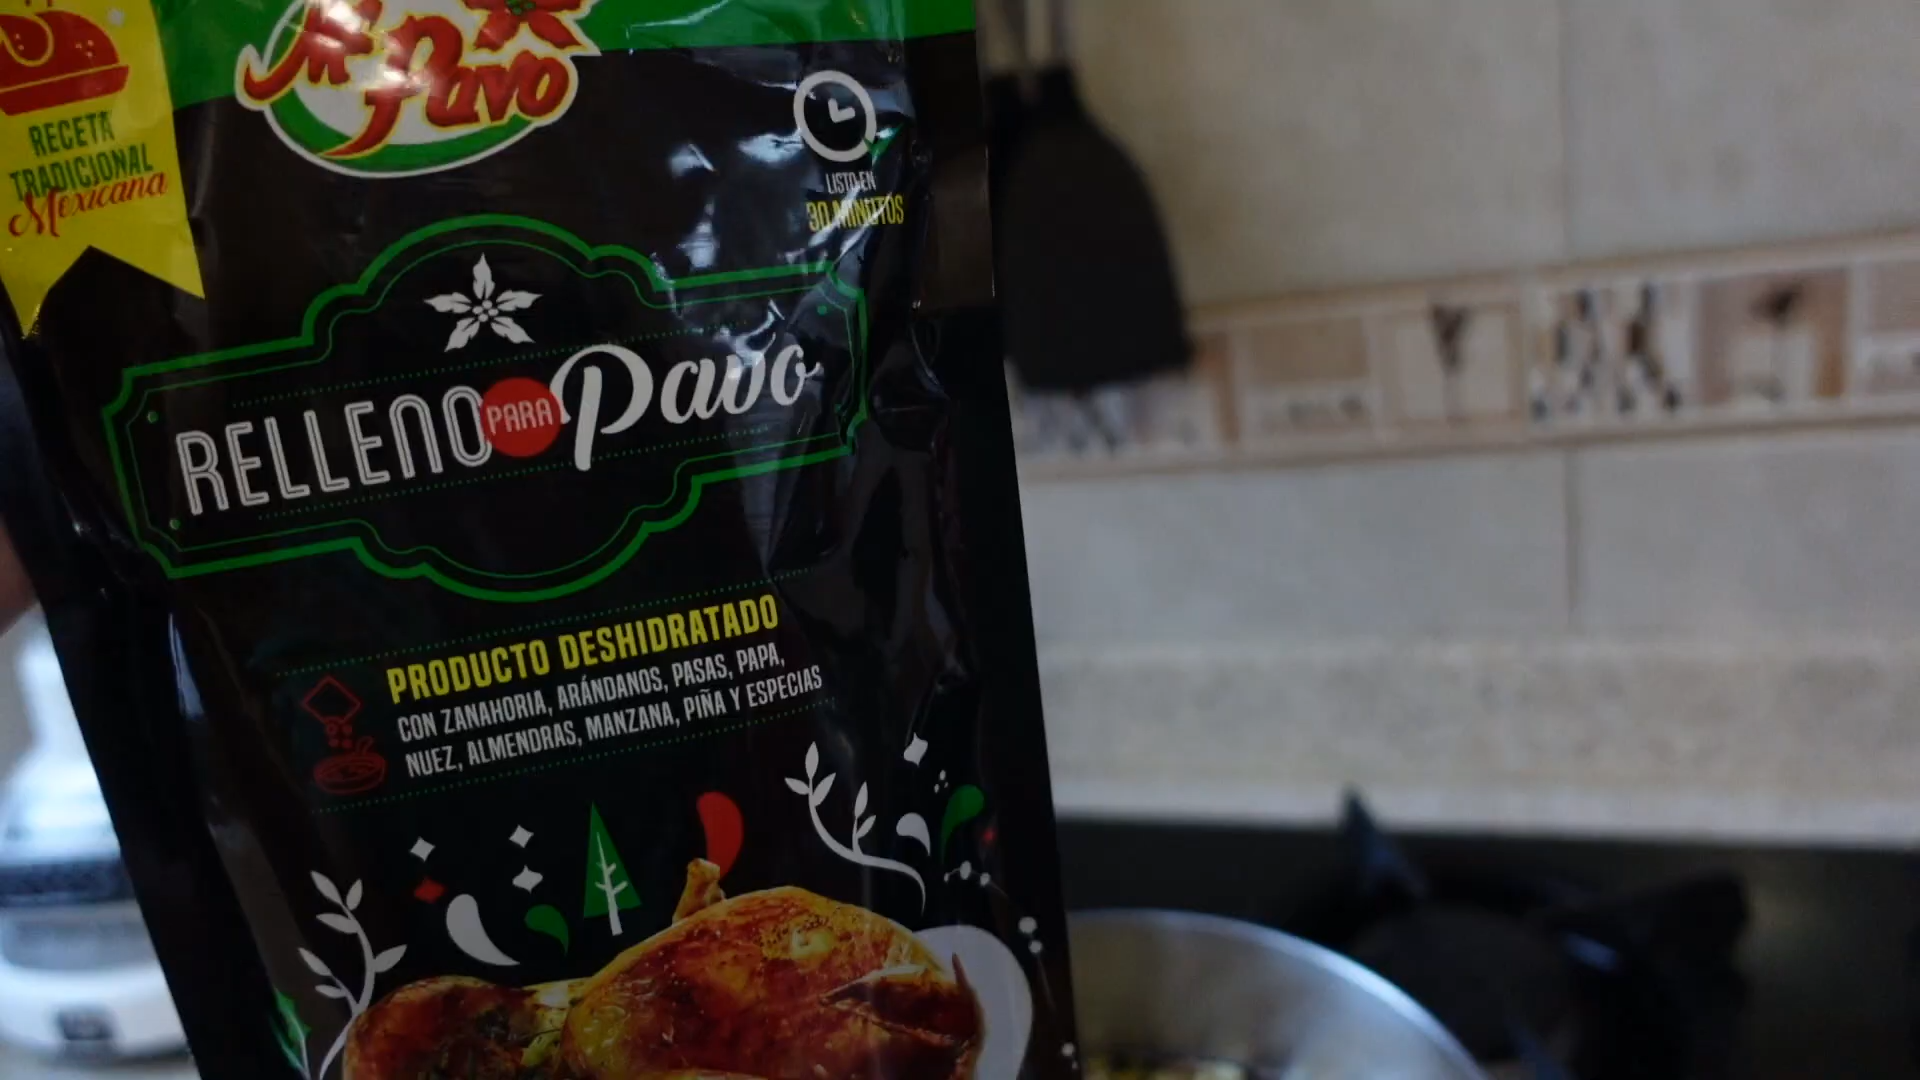 Mi
Pavo
RECETA
TRADICIONAL
Mexicana
LISTO EN
30 MINUTOS
RELLENO PARA Pavo
PRODUCTO DESHIDRATADO
CON ZANAHORIA, ARÁNDANOS, PASAS, PAPA,
NUEZ, ALMENDRAS, MANZANA, PIÑA Y ESPECIAS